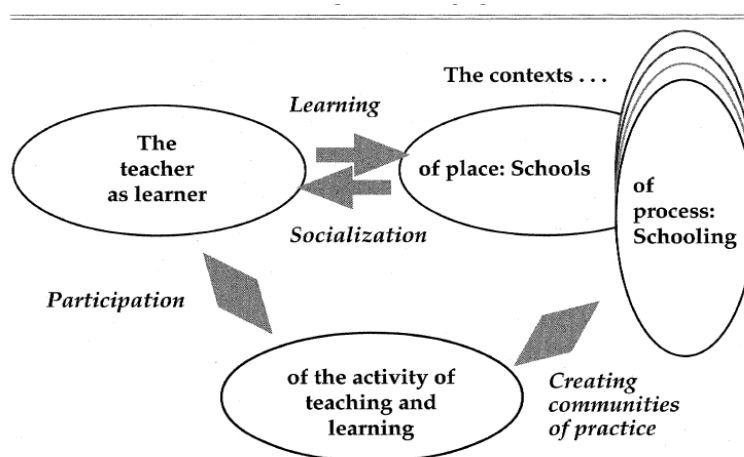 The contexts . . .
Learning
The
teacher
as learner
of place: Schools
of
process:
Schooling
Socialization
Participation
of the activity of
teaching and
learning
Creating
communities
of practice